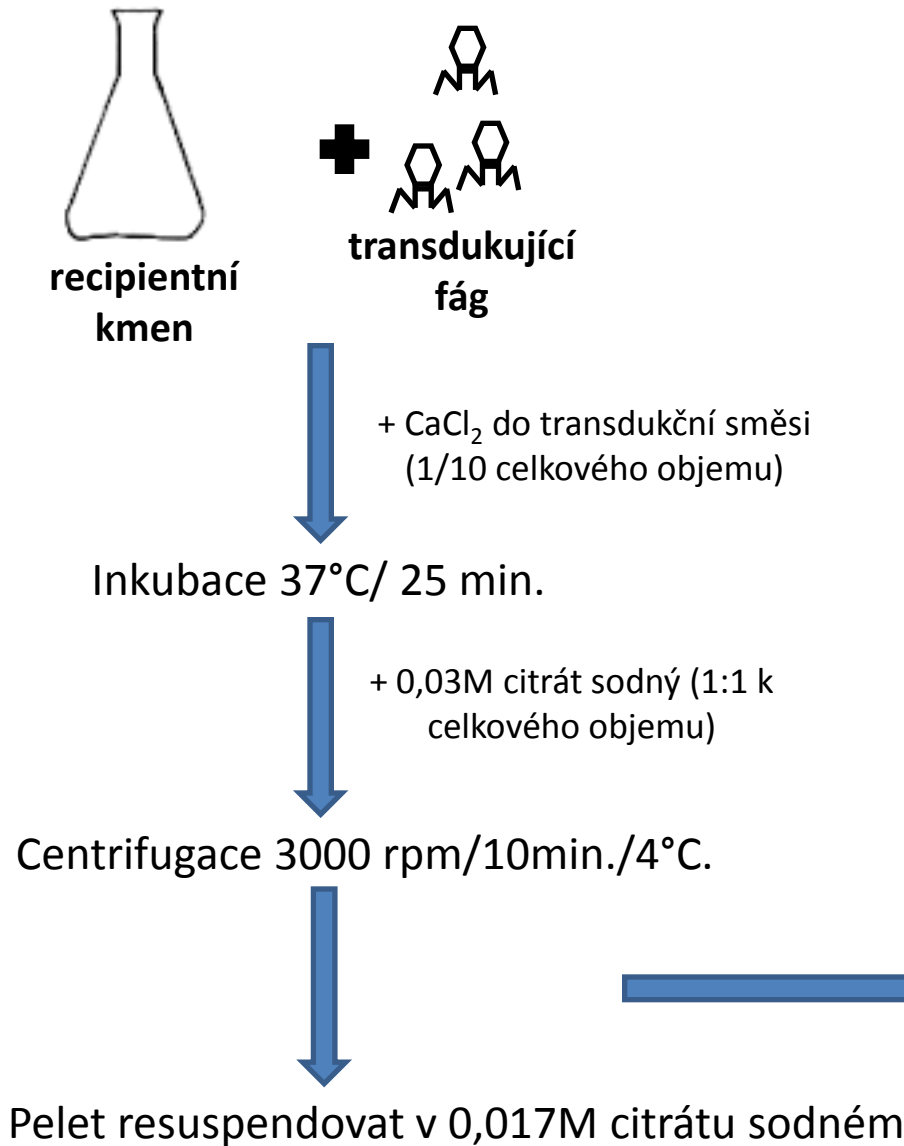 recipientní
kmen
transdukující
fág
+ CaCl₂ do transdukční směsi
(1/10 celkového objemu)
Inkubace 37°C/ 25 min.
+ 0,03M citrát sodný (1:1 k
celkového objemu)
Centrifugace 3000 rpm/10min./4°C.
Pelet resuspendovat v 0,017M citrátu sodném